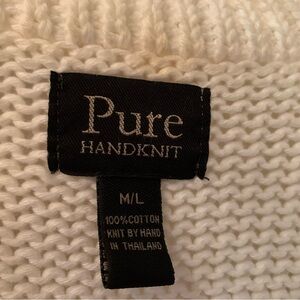 Pure
HANDKNIT
M/L
100%COTTON
KNIT BY HAND
IN THAILAND